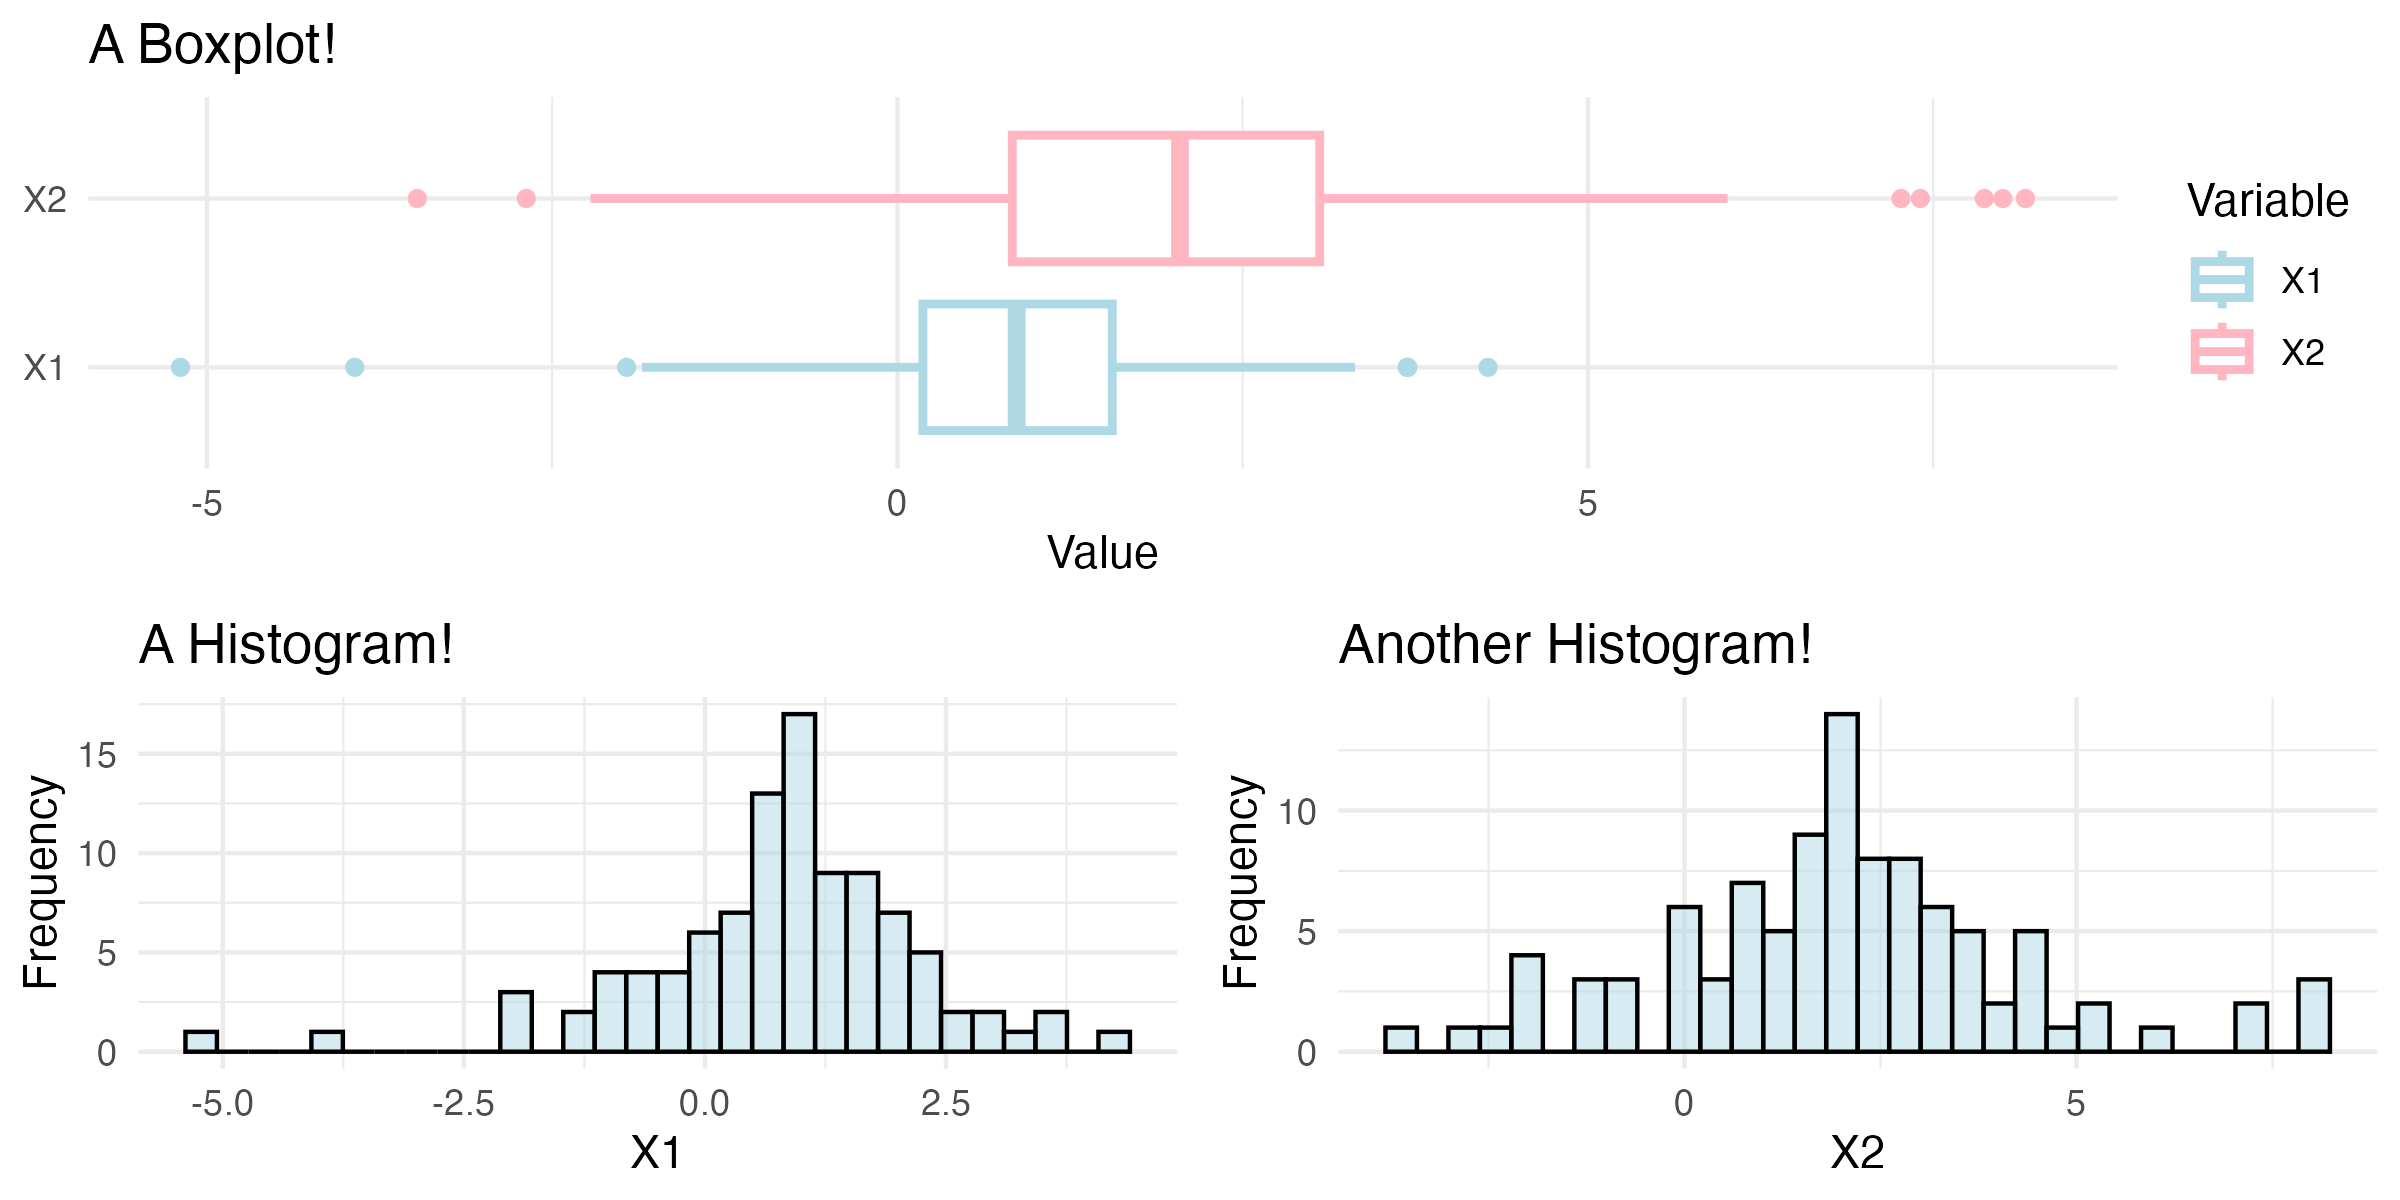 A Boxplot!
X2
X1
-5 0 5
Value
Variable
X1
X2
A Histogram!
Frequency
15
10
5
0
-5.0 -2.5 0.0 2.5
X1
Another Histogram!
Frequency
10
5
0
0 5
X2